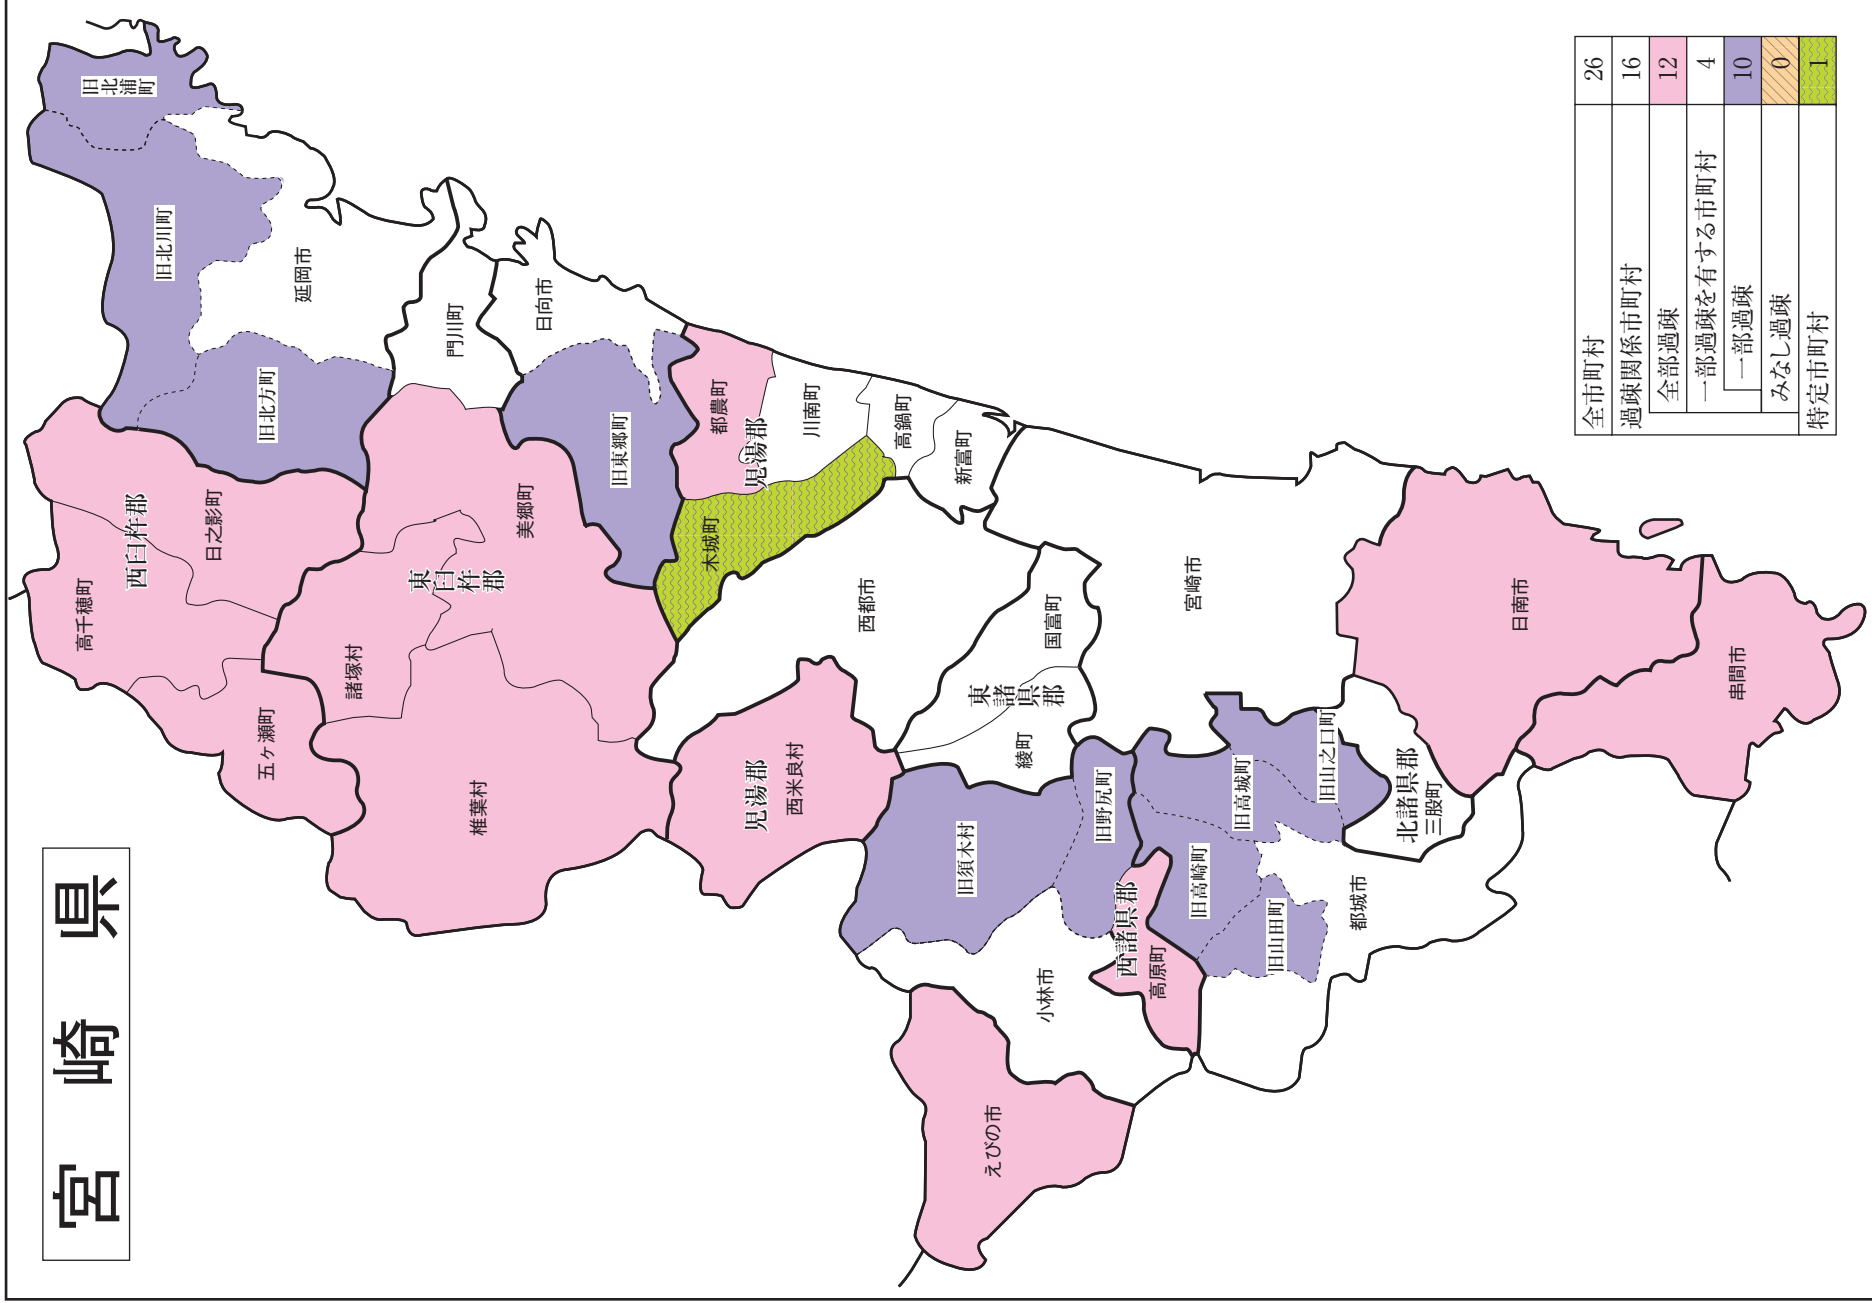 宮崎県
旧北浦町
旧北川町
延岡市
旧北方町
門川町
日向市
旧東郷町
西臼杵郡
高千穂町
日之影町
五ヶ瀬町
東臼杵郡
諸塚村
美郷町
椎葉村
都農町
児湯郡
川南町
高鍋町
新富町
木城町
西都市
児湯郡
西米良村
東諸県郡
国富町
綾町
宮崎市
旧須木村
旧野尻町
小林市
西諸県郡
高原町
えびの市
旧高城町
旧山之口町
旧高崎町
旧山田町
都城市
北諸県郡
三股町
日南市
串間市
全市町村 26
過疎関係市町村 16
全部過疎 12
一部過疎を有する市町村 4
一部過疎 10
みなし過疎 0
特定市町村 1